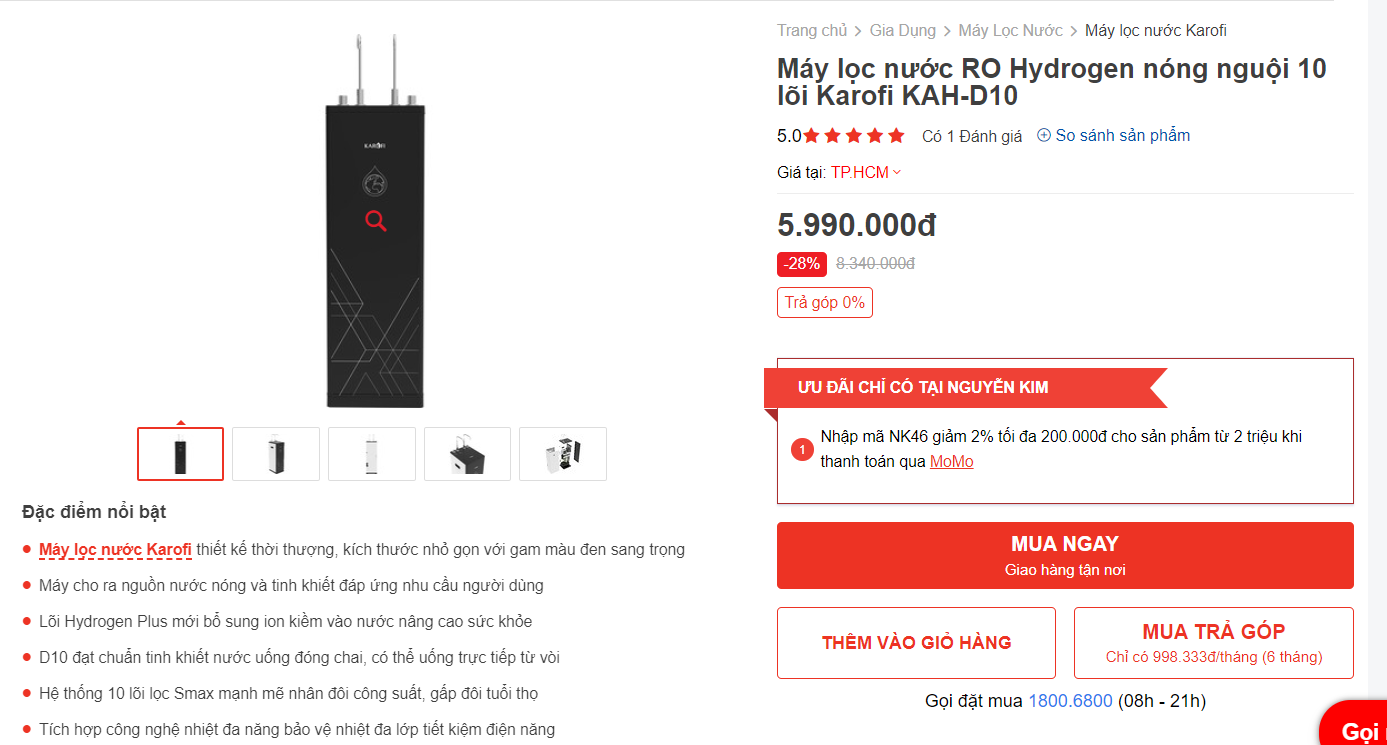 Trang chủ > Gia Dụng > Máy Lọc Nước > Máy lọc nước Karofi
Máy lọc nước RO Hydrogen nóng nguội 10
lõi Karofi KAH-D10
5.0 Có 1 Đánh giá So sánh sản phẩm
Giá tại: TP.HCM
5.990.000đ
-28% 8.340.000đ
Trả góp 0%
ƯU ĐÃI CHỈ CÓ TẠI NGUYỄN KIM
1 Nhập mã NK46 giảm 2% tối đa 200.000đ cho sản phẩm từ 2 triệu khi
thanh toán qua MoMo
MUA NGAY
Giao hàng tận nơi
THÊM VÀO GIỎ HÀNG
MUA TRẢ GÓP
Chỉ có 998.333đ/tháng (6 tháng)
Gọi đặt mua 1800.6800 (08h - 21h)
Gọi
KAROFI
Đặc điểm nổi bật
Máy lọc nước Karofi thiết kế thời thượng, kích thước nhỏ gọn với gam màu đen sang trọng
Máy cho ra nguồn nước nóng và tinh khiết đáp ứng nhu cầu người dùng
Lõi Hydrogen Plus mới bổ sung ion kiềm vào nước nâng cao sức khỏe
D10 đạt chuẩn tinh khiết nước uống đóng chai, có thể uống trực tiếp từ vòi
Hệ thống 10 lõi lọc Smax mạnh mẽ nhân đôi công suất, gấp đôi tuổi thọ
Tích hợp công nghệ nhiệt đa năng bảo vệ nhiệt đa lớp tiết kiệm điện năng